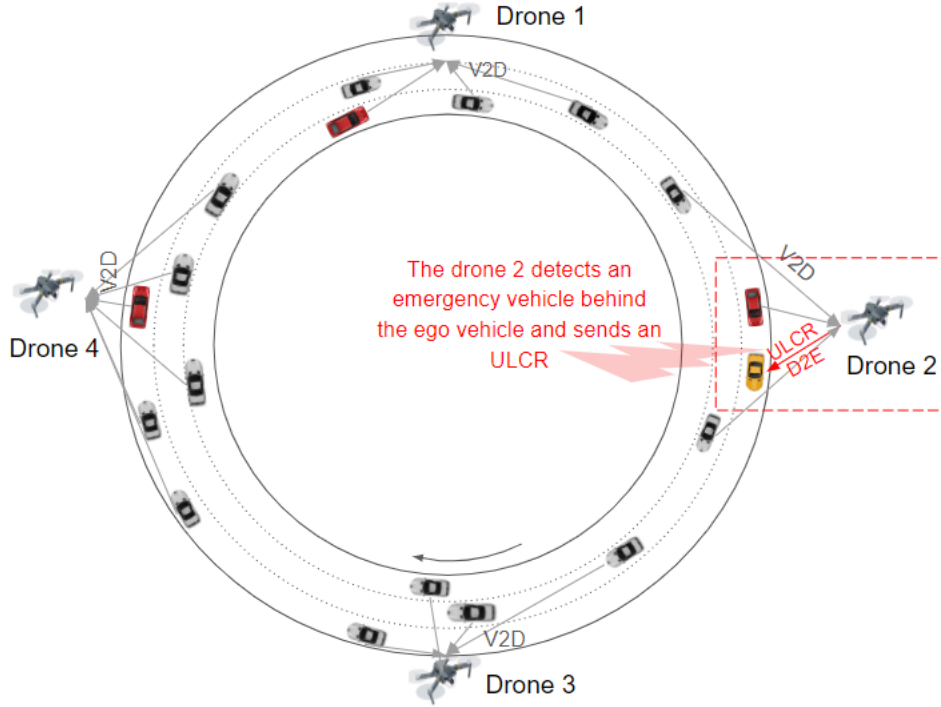 Drone 1
V2D
V2D
V2D
The drone 2 detects an
emergency vehicle behind
the ego vehicle and sends an
ULCR
Drone 4
ULCR
D2E
Drone 2
V2D
Drone 3